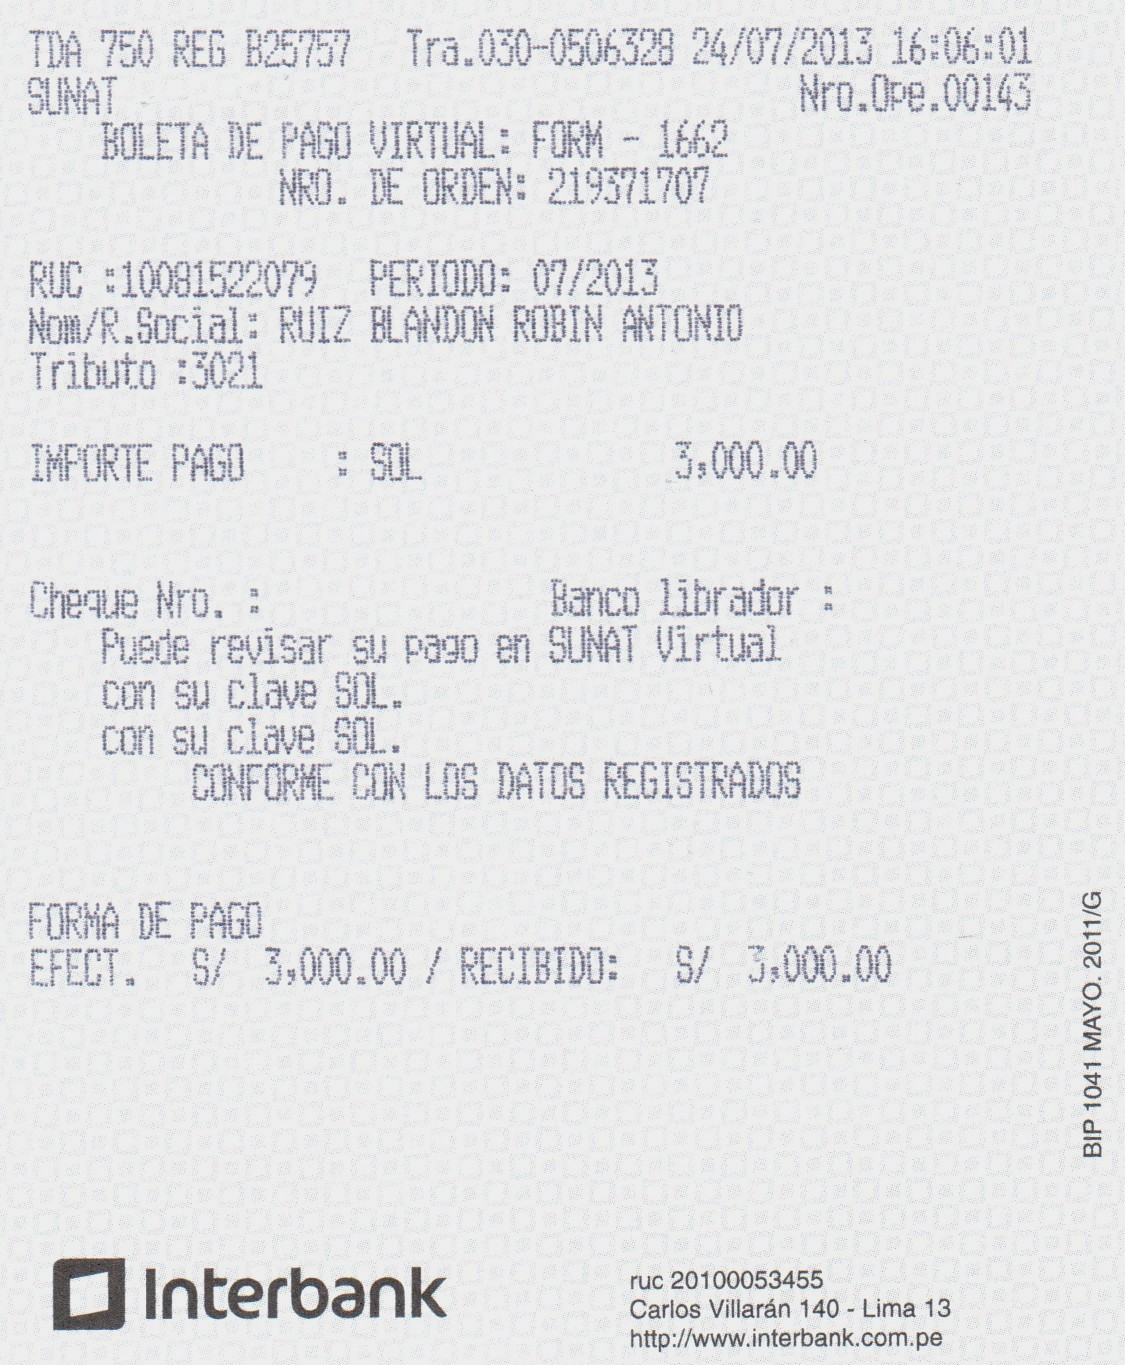 TDA 750 REG B25757 Tra.030-0506328 24/07/2013 16:06:01
SUNAT Nro.Ope.00143
BOLETA DE PAGO VIRTUAL: FORM - 1662
NRO. DE ORDEN: 219371707
RUC :10081522079 PERIODO: 07/2013
Nom/R.Social: RUIZ BLANDON ROBIN ANTONIO
Tributo :3021
IMPORTE PAGO : SOL 3,000.00
Cheque Nro. : Banco librador :
Puede revisar su pago en SUNAT Virtual
con su clave SOL.
con su clave SOL.
CONFORME CON LOS DATOS REGISTRADOS
FORMA DE PAGO
EFECT. S/ 3,000.00 / RECIBIDO: S/ 3,000.00
BIP 1041 MAYO. 2011/G
Interbank
ruc 20100053455
Carlos Villarán 140 - Lima 13
http://www.interbank.com.pe